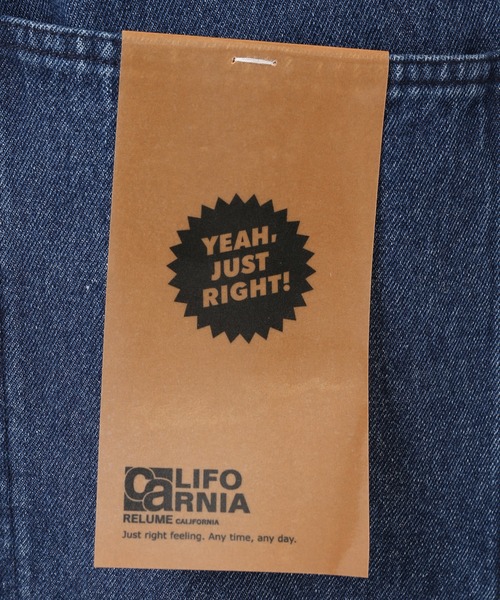 YEAH,
JUST
RIGHT!
CALIFO
CARNIA
RELUME CALIFORNIA
Just right feeling. Any time, any day.